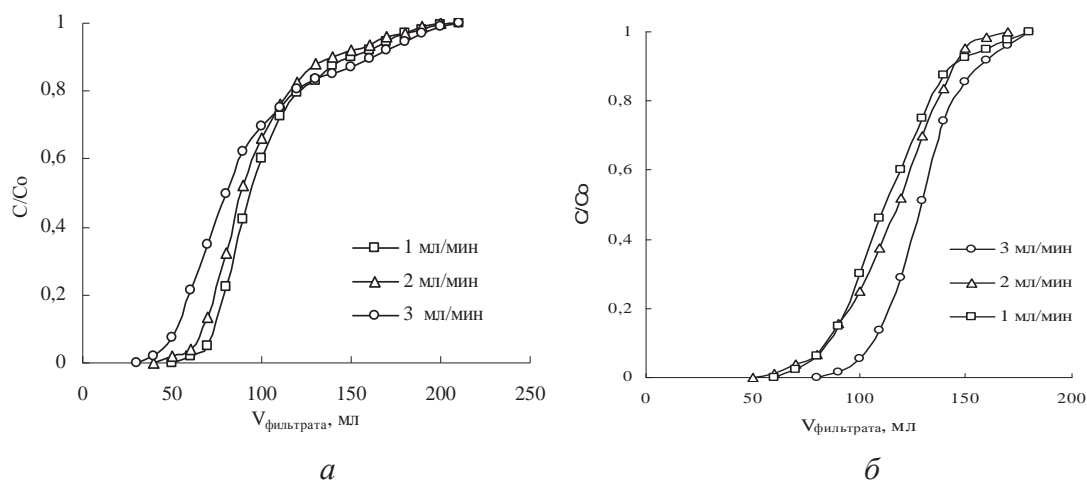 1
0,8
0,6
0,4
0,2
0
C/Co
0
50
100
150
200
250
Vфильтрата, мл
1 мл/мин
2 мл/мин
3 мл/мин
а
1
0,8
0,6
0,4
0,2
0
C/Co
0
50
100
150
200
Vфильтрата, мл
3 мл/мин
2 мл/мин
1 мл/мин
б